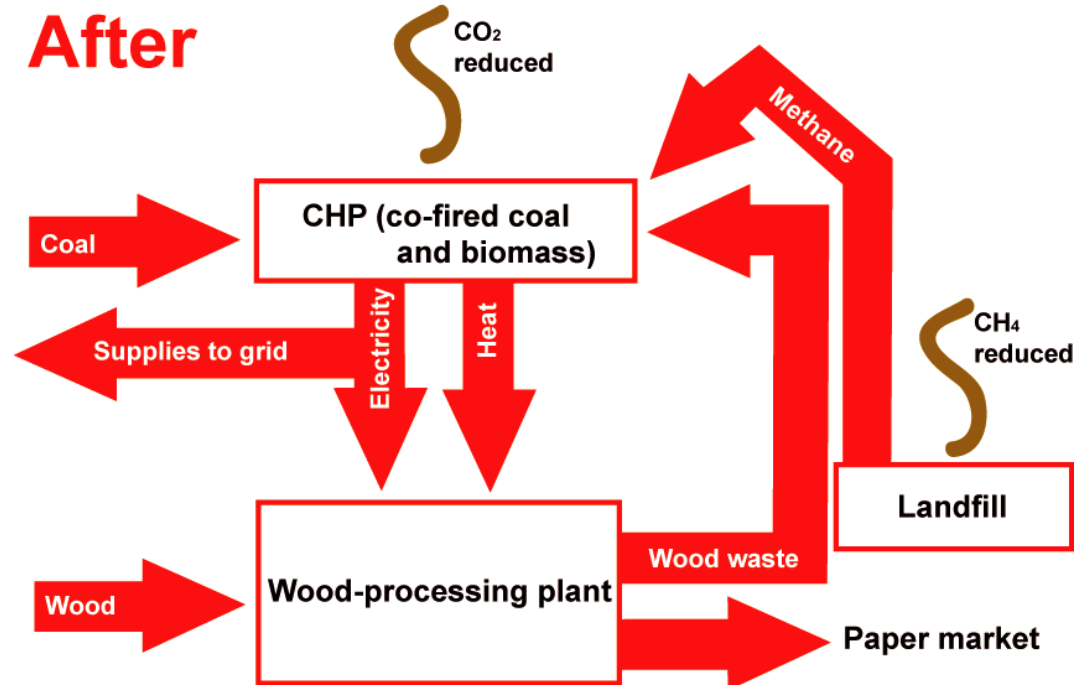 After
CO₂
reduced
Methane
CHP (co-fired coal
and biomass)
Coal
Electricity
Heat
Supplies to grid
CH₄
reduced
Landfill
Wood waste
Wood-processing plant
Wood
Paper market